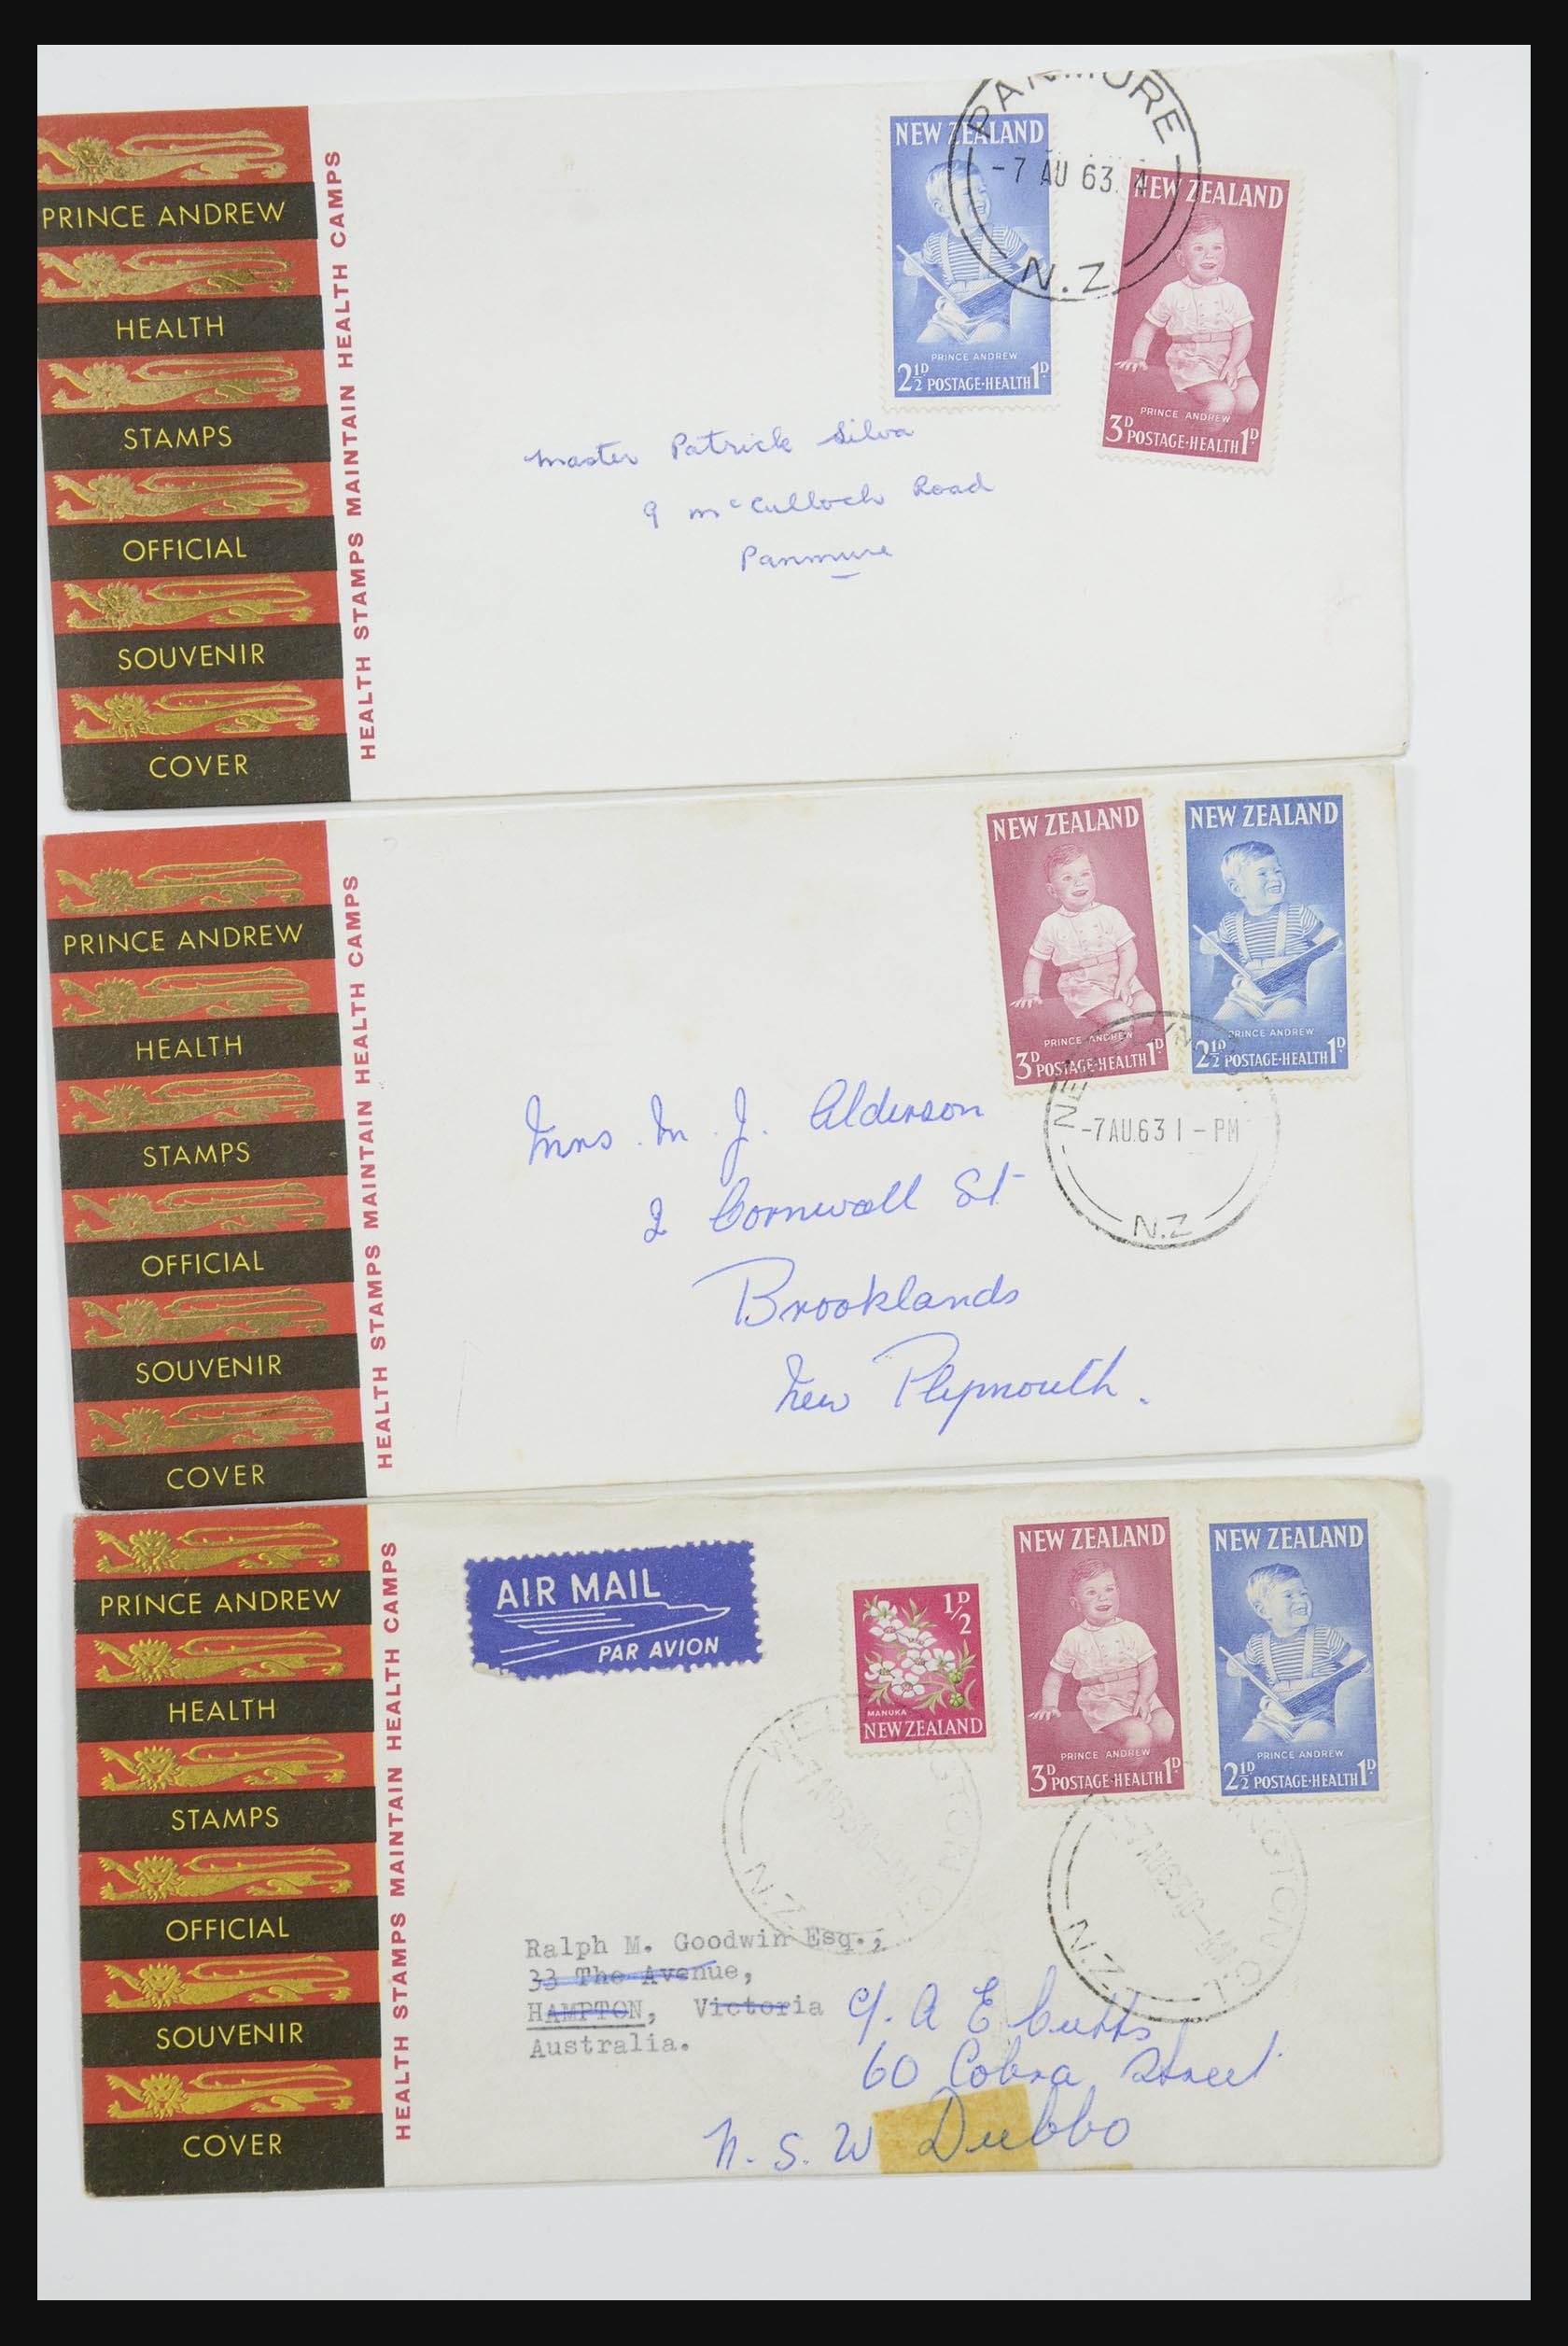 PRINCE ANDREW
HEALTH
STAMPS
OFFICIAL
SOUVENIR
COVER
HEALTH STAMPS MAINTAIN HEALTH CAMPS
NEW ZEALAND
PRINCE ANDREW
2½D POSTAGE·HEALTH 1D
-7 AU 63
N.Z
NEW ZEALAND
PRINCE ANDREW
3D POSTAGE·HEALTH 1D
Master Patrick Silva
9 McCulloch Road
Panmure
PRINCE ANDREW
HEALTH
STAMPS
OFFICIAL
SOUVENIR
COVER
HEALTH STAMPS MAINTAIN HEALTH CAMPS
NEW ZEALAND
PRINCE ANDREW
3D POSTAGE·HEALTH 1D
NEW ZEALAND
PRINCE ANDREW
2½D POSTAGE·HEALTH 1D
-7AU.63 1-PM
N.Z
Mrs. M. J. Alderson
2 Cornwall St
Brooklands
New Plymouth.
PRINCE ANDREW
HEALTH
STAMPS
OFFICIAL
SOUVENIR
COVER
HEALTH STAMPS MAINTAIN HEALTH CAMPS
AIR MAIL
PAR AVION
½D
MANUKA
NEW ZEALAND
NEW ZEALAND
PRINCE ANDREW
3D POSTAGE·HEALTH 1D
NEW ZEALAND
PRINCE ANDREW
2½D POSTAGE·HEALTH 1D
N.Z.
N.Z.
Ralph M. Goodwin Esq.,
33 The Avenue,
HAMPTON, Victoria
Australia.
C/. A E Cutts
60 Cobra Street
N. S. W Dubbo